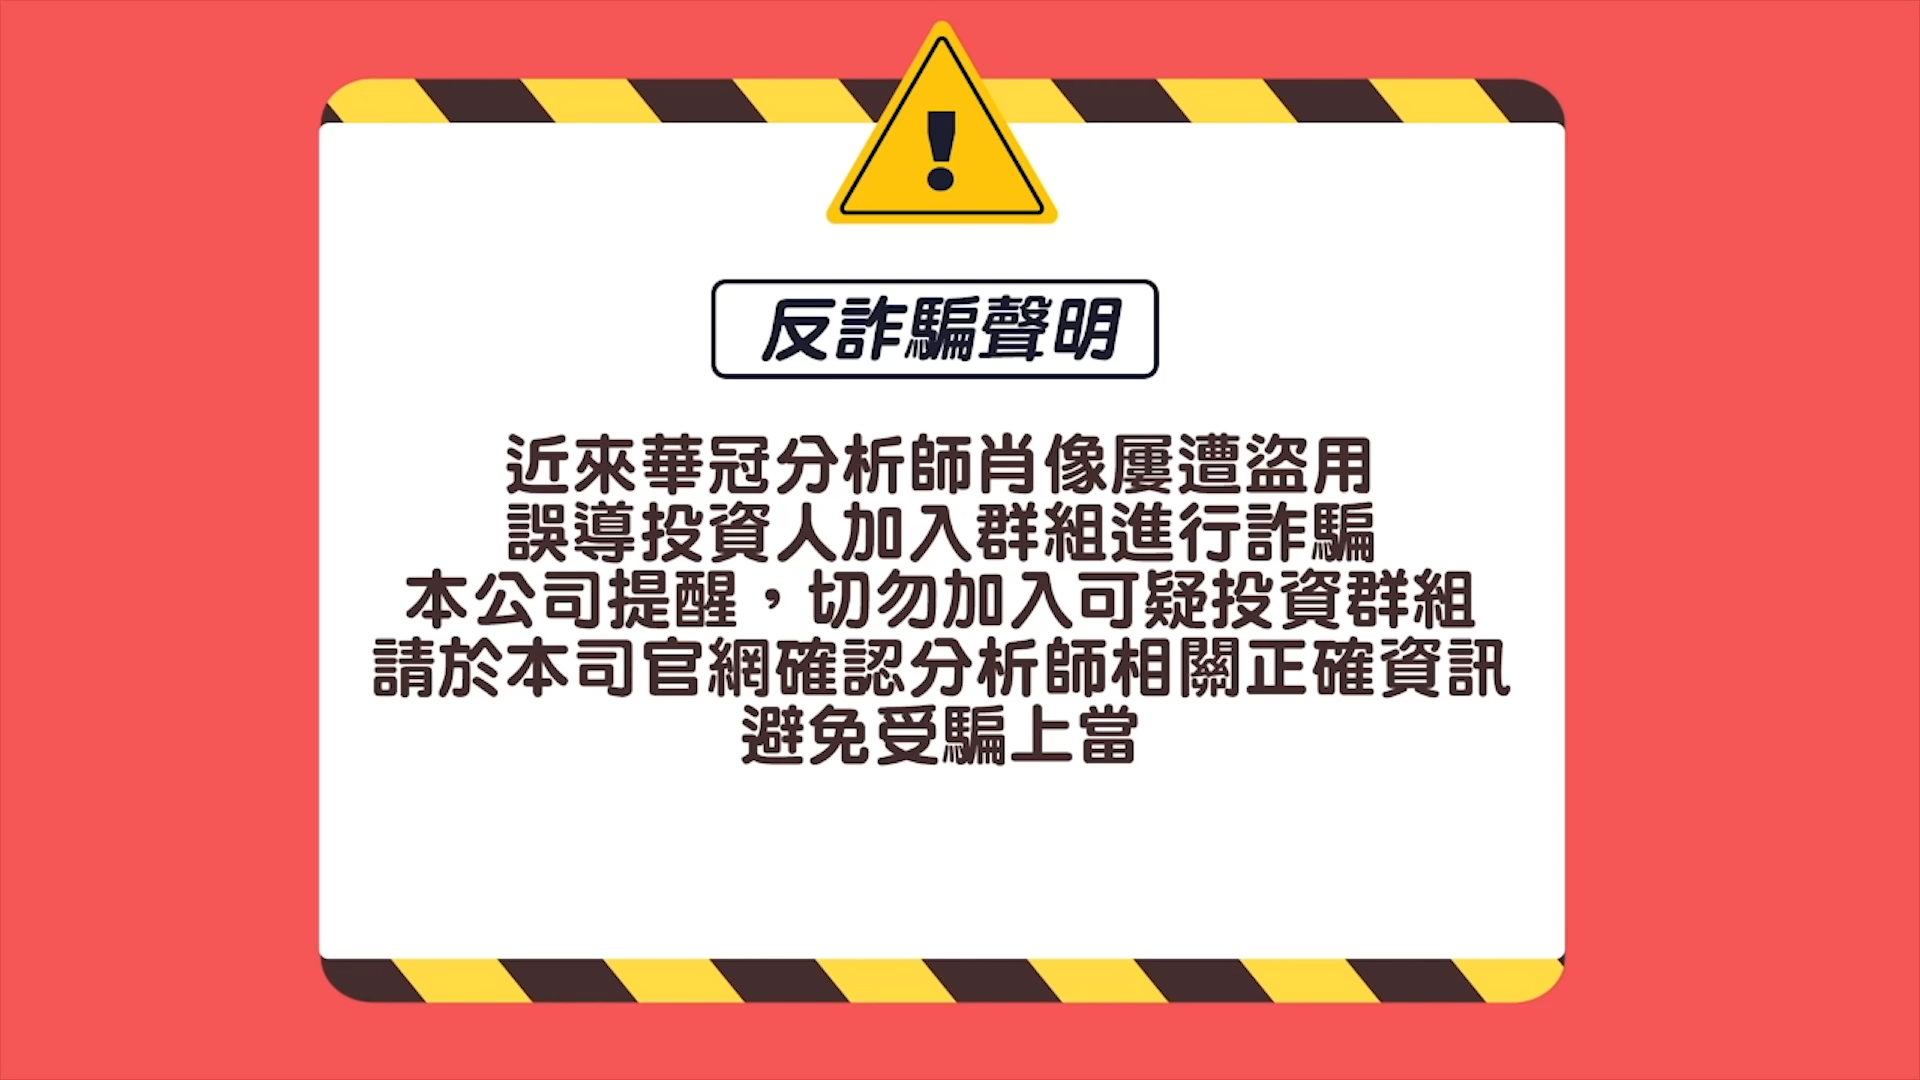 反詐騙聲明
近來華冠分析師肖像屢遭盜用
誤導投資人加入群組進行詐騙
本公司提醒，切勿加入可疑投資群組
請於本司官網確認分析師相關正確資訊
避免受騙上當